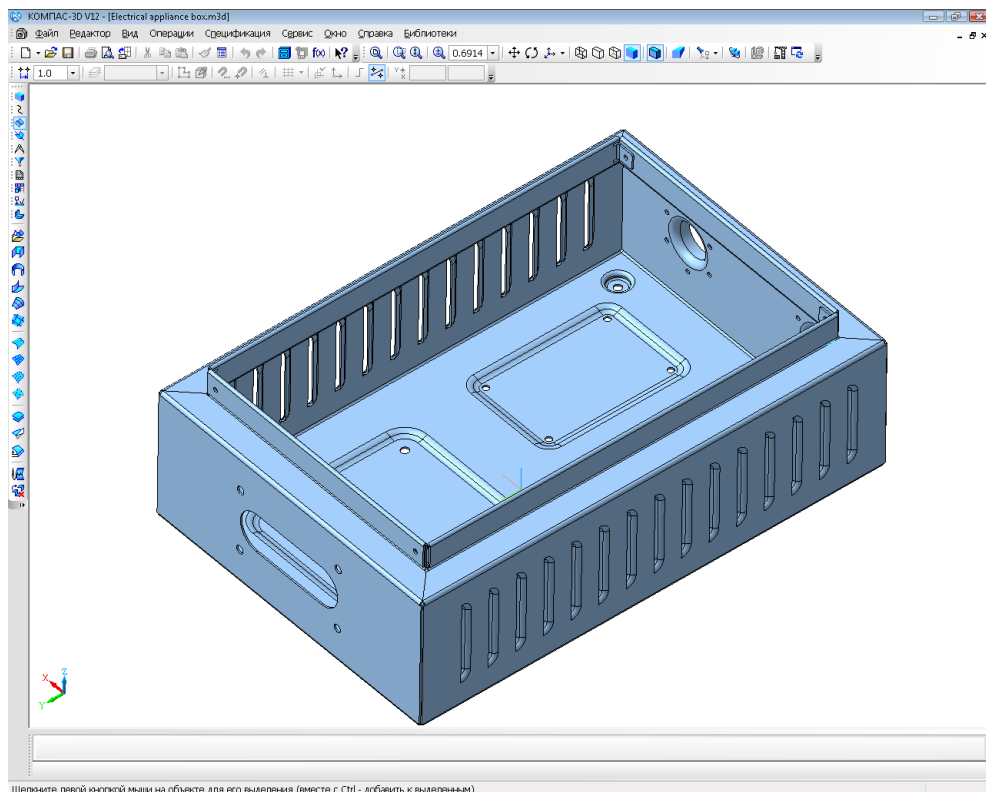 КОМПАС-3D V12 - [Electrical appliance box.m3d]
Файл Редактор Вид Операции Спецификация Сервис Окно Справка Библиотеки
f(x) 0.6914
1.0
X Z
Y
Щелкните левой кнопкой мыши на объекте для его выделения (вместе с Ctrl - добавить к выделенным)